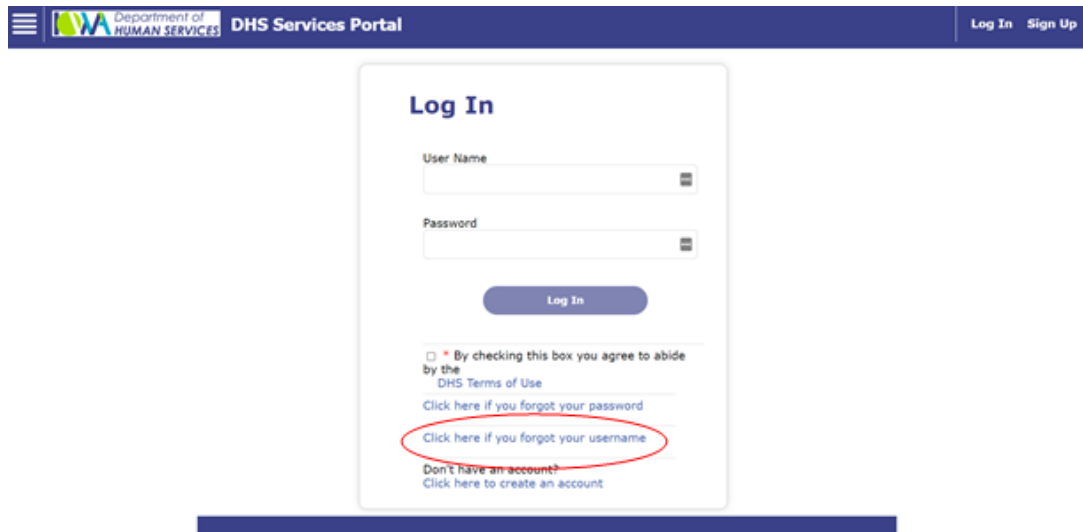 IOWA Department of HUMAN SERVICES DHS Services Portal Log In Sign Up
Log In
User Name
Password
Log In
* By checking this box you agree to abide
by the
DHS Terms of Use
Click here if you forgot your password
Click here if you forgot your username
Don't have an account?
Click here to create an account